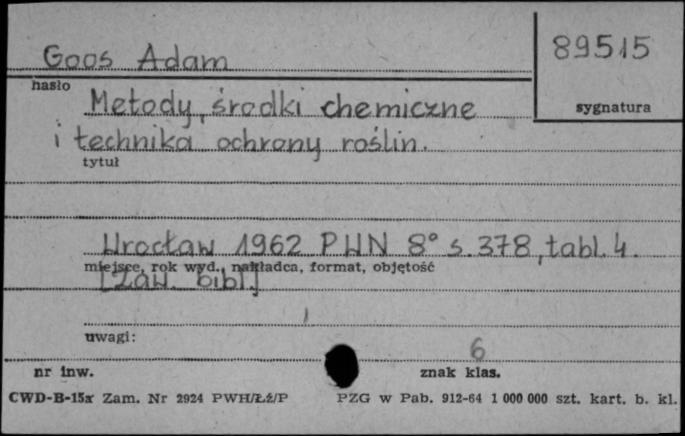 Goos Adam
89515
hasło
sygnatura
Metody, środki chemiczne
i technika ochrony roślin.
tytuł
Wrocław 1962 PWN 8° s. 378, tabl. 4.
miejsce, rok wyd., nakładca, format, objętość
[Zaw. bibl.]
uwagi:
6
nr inw.
znak klas.
CWD-B-15x Zam. Nr 2924 PWH/Łź/P PZG w Pab. 912-64 1 000 000 szt. kart. b. kl.